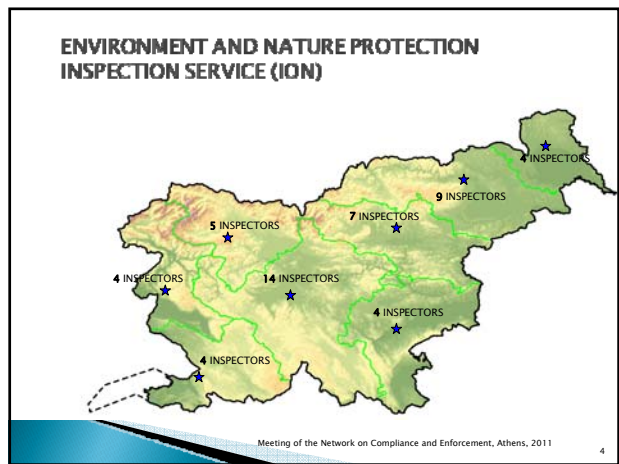 ENVIRONMENT AND NATURE PROTECTION
INSPECTION SERVICE (ION)
4 INSPECTORS
9 INSPECTORS
7 INSPECTORS
5 INSPECTORS
4 INSPECTORS
14 INSPECTORS
4 INSPECTORS
4 INSPECTORS
Meeting of the Network on Compliance and Enforcement, Athens, 2011
4